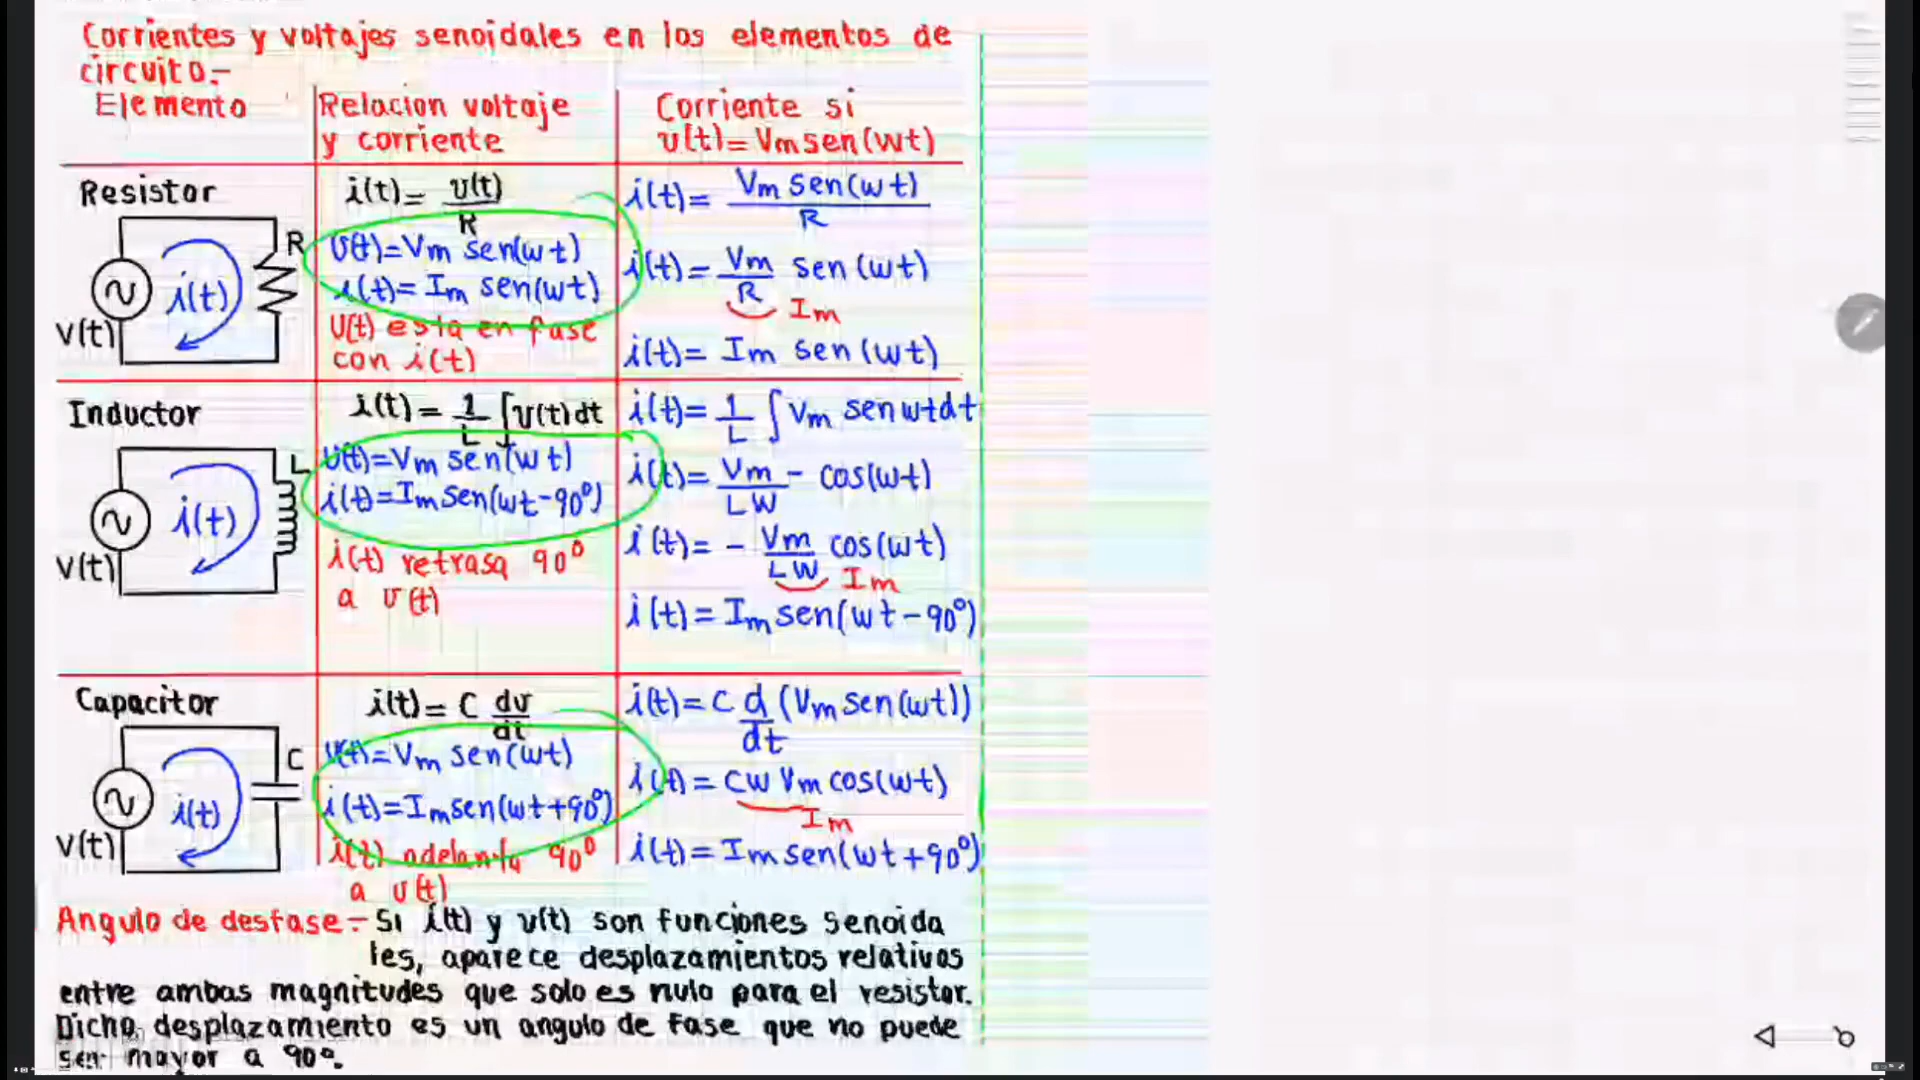 Corrientes y voltajes senoidales en los elementos de
circuito.-
Elemento
Relacion voltaje
y corriente
Corriente si
v(t)=Vm sen(wt)
Resistor
R
i(t)
V(t)
i(t)= v(t)/R
v(t)=Vm sen(wt)
i(t)= Im sen(wt)
v(t) esta en fase
con i(t)
i(t)= Vm sen(wt)/R
i(t)= Vm/R sen(wt)
Im
i(t)= Im sen(wt)
Inductor
L
i(t)
V(t)
i(t)= 1/L ∫v(t)dt
v(t)=Vm sen(wt)
i(t)=Im sen(wt-90°)
i(t) retrasa 90°
a v(t)
i(t)= 1/L ∫ Vm senwtdt
i(t)= Vm/LW - cos(wt)
i(t)= - Vm/LW cos(wt)
Im
i(t)=Im sen(wt-90°)
Capacitor
C
i(t)
V(t)
i(t)= C dv/dt
v(t)=Vm sen(wt)
i(t)=Im sen(wt+90°)
i(t) adelanta 90°
a v(t)
i(t)= C d/dt (Vm sen(wt))
i(t)= CW Vm cos(wt)
Im
i(t)= Im sen(wt+90°)
Angulo de desfase.- Si i(t) y v(t) son funciones senoida
les, aparece desplazamientos relativos
entre ambas magnitudes que solo es nulo para el resistor.
Dicho desplazamiento es un angulo de fase que no puede
ser mayor a 90°.